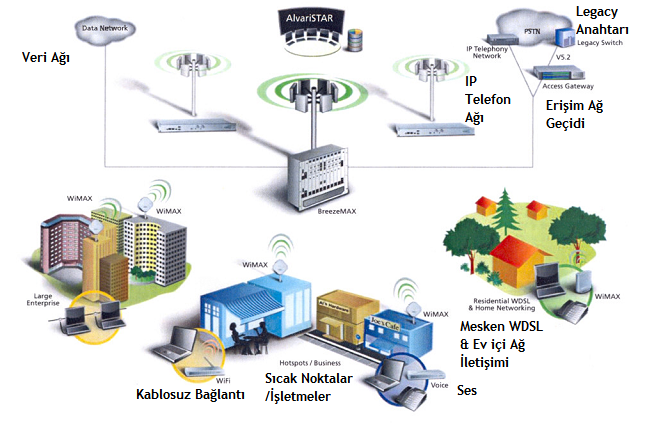 AlvariSTAR
Data Network
Veri Ağı
PSTN
Legacy
Anahtarı
Legacy Switch
IP Telephony
Network
V5.2
Access Gateway
IP
Telefon
Ağı
Erişim Ağ
Geçidi
BreezeMAX
WiMAX
WiMAX
Large
Enterprise
WiMAX
WiMAX
Joe's Cafe
WiFi
Hotspots / Business
Voice
Kablosuz Bağlantı
Sıcak Noktalar
/İşletmeler
Ses
Residential WDSL
& Home Networking
WiMAX
Mesken WDSL
& Ev içi Ağ
İletişimi